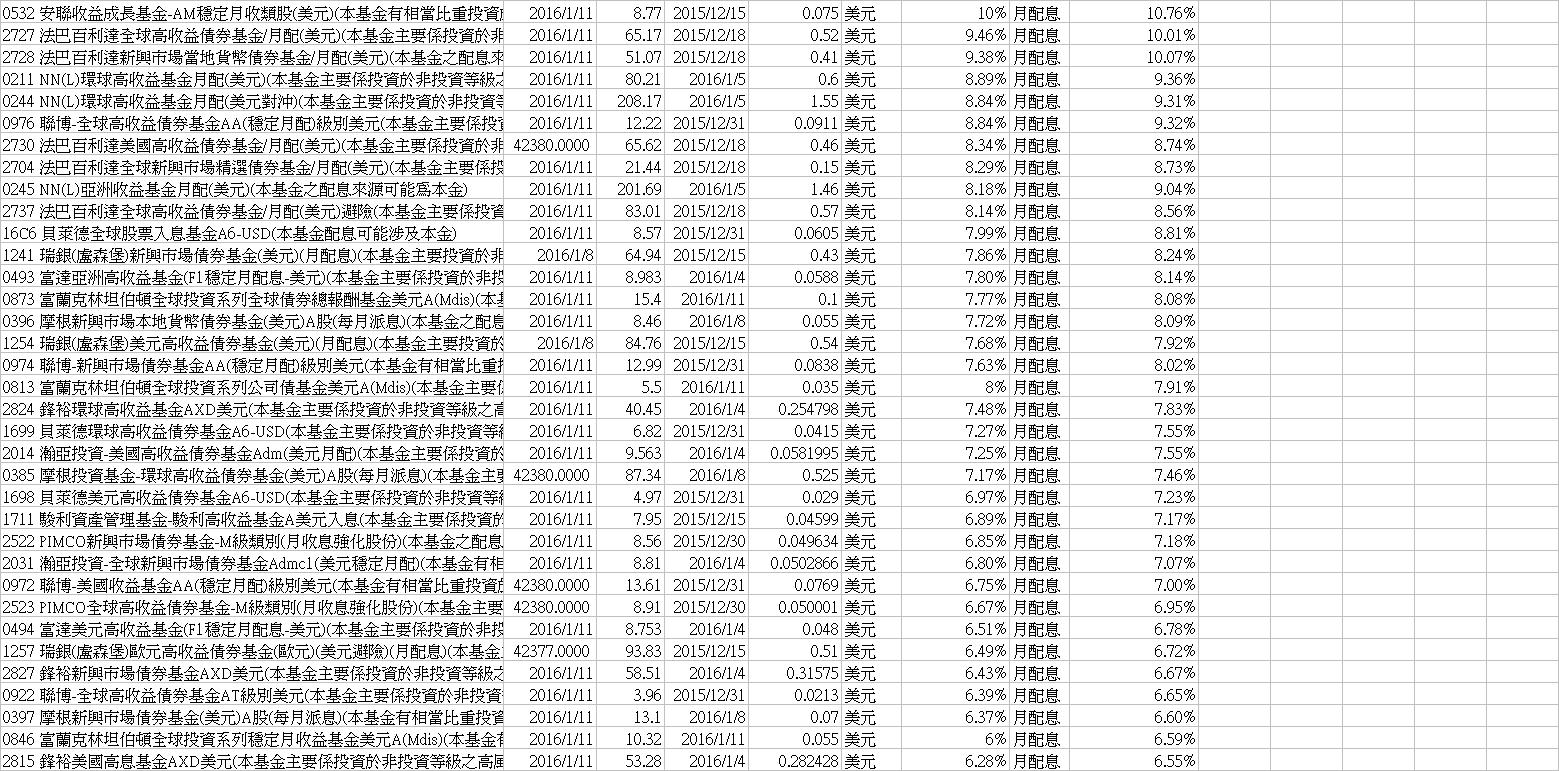 0532 安聯收益成長基金-AM穩定月收類股(美元)(本基金有相當比重投資 2016/1/11 8.77 2015/12/15 0.075 美元 10% 月配息 10.76%
2727 法巴百利達全球高收益債券基金/月配(美元)(本基金主要係投資於非 2016/1/11 65.17 2015/12/18 0.52 美元 9.46% 月配息 10.01%
2728 法巴百利達新興市場當地貨幣債券基金/月配(美元)(本基金之配息來 2016/1/11 51.07 2015/12/18 0.41 美元 9.38% 月配息 10.07%
0211 NN(L)環球高收益基金月配(美元)(本基金主要係投資於非投資等級之 2016/1/11 80.21 2016/1/5 0.6 美元 8.89% 月配息 9.36%
0244 NN(L)環球高收益基金月配(美元對沖)(本基金主要係投資於非投資等 2016/1/11 208.17 2016/1/5 1.55 美元 8.84% 月配息 9.31%
0976 聯博-全球高收益債券基金AA(穩定月配)級別美元(本基金主要係投資 2016/1/11 12.22 2015/12/31 0.0911 美元 8.84% 月配息 9.32%
2730 法巴百利達美國高收益債券基金/月配(美元)(本基金主要係投資於非 42380.0000 65.62 2015/12/18 0.46 美元 8.34% 月配息 8.74%
2704 法巴百利達全球新興市場精選債券基金/月配(美元)(本基金主要係投 2016/1/11 21.44 2015/12/18 0.15 美元 8.29% 月配息 8.73%
0245 NN(L)亞洲收益基金月配(美元)(本基金之配息來源可能為本金) 2016/1/11 201.69 2016/1/5 1.46 美元 8.18% 月配息 9.04%
2737 法巴百利達全球高收益債券基金/月配(美元)避險(本基金主要係投資 2016/1/11 83.01 2015/12/18 0.57 美元 8.14% 月配息 8.56%
16C6 貝萊德全球股票入息基金A6-USD(本基金配息可能涉及本金) 2016/1/11 8.57 2015/12/31 0.0605 美元 7.99% 月配息 8.81%
1241 瑞銀(盧森堡)新興市場債券基金(美元)(月配息)(本基金主要投資於非 2016/1/8 64.94 2015/12/15 0.43 美元 7.86% 月配息 8.24%
0493 富達亞洲高收益基金(F1穩定月配息-美元)(本基金主要係投資於非投 2016/1/11 8.983 2016/1/4 0.0588 美元 7.80% 月配息 8.14%
0873 富蘭克林坦伯頓全球投資系列全球債券總報酬基金美元A(Mdis)(本基 2016/1/11 15.4 2016/1/11 0.1 美元 7.77% 月配息 8.08%
0396 摩根新興市場本地貨幣債券基金(美元)A股(每月派息)(本基金之配息 2016/1/11 8.46 2016/1/8 0.055 美元 7.72% 月配息 8.09%
1254 瑞銀(盧森堡)美元高收益債券基金(美元)(月配息)(本基金主要投資於 2016/1/8 84.76 2015/12/15 0.54 美元 7.68% 月配息 7.92%
0974 聯博-新興市場債券基金AA(穩定月配)級別美元(本基金有相當比重投 2016/1/11 12.99 2015/12/31 0.0838 美元 7.63% 月配息 8.02%
0813 富蘭克林坦伯頓全球投資系列公司債基金美元A(Mdis)(本基金主要係 2016/1/11 5.5 2016/1/11 0.035 美元 8% 月配息 7.91%
2824 鋒裕環球高收益基金AXD美元(本基金主要係投資於非投資等級之高 2016/1/11 40.45 2016/1/4 0.254798 美元 7.48% 月配息 7.83%
1699 貝萊德環球高收益債券基金A6-USD(本基金主要係投資於非投資等級 2016/1/11 6.82 2015/12/31 0.0415 美元 7.27% 月配息 7.55%
2014 瀚亞投資-美國高收益債券基金Adm(美元月配)(本基金主要係投資於 2016/1/11 9.563 2016/1/4 0.0581995 美元 7.25% 月配息 7.55%
0385 摩根投資基金-環球高收益債券基金(美元)A股(每月派息)(本基金主要 42380.0000 87.34 2016/1/8 0.525 美元 7.17% 月配息 7.46%
1698 貝萊德美元高收益債券基金A6-USD(本基金主要係投資於非投資等級 2016/1/11 4.97 2015/12/31 0.029 美元 6.97% 月配息 7.23%
1711 駿利資產管理基金-駿利高收益基金A美元入息(本基金主要係投資於 2016/1/11 7.95 2015/12/15 0.04599 美元 6.89% 月配息 7.17%
2522 PIMCO新興市場債券基金-M級類別(月收息強化股份)(本基金之配息 2016/1/11 8.56 2015/12/30 0.049634 美元 6.85% 月配息 7.18%
2031 瀚亞投資-全球新興市場債券基金Admc1(美元穩定月配)(本基金有相 2016/1/11 8.81 2016/1/4 0.0502866 美元 6.80% 月配息 7.07%
0972 聯博-美國收益基金AA(穩定月配)級別美元(本基金有相當比重投資 42380.0000 13.61 2015/12/31 0.0769 美元 6.75% 月配息 7.00%
2523 PIMCO全球高收益債券基金-M級類別(月收息強化股份)(本基金主要 42380.0000 8.91 2015/12/30 0.050001 美元 6.67% 月配息 6.95%
0494 富達美元高收益基金(F1穩定月配息-美元)(本基金主要係投資於非投 2016/1/11 8.753 2016/1/4 0.048 美元 6.51% 月配息 6.78%
1257 瑞銀(盧森堡)歐元高收益債券基金(歐元)(美元避險)(月配息)(本基金 42377.0000 93.83 2015/12/15 0.51 美元 6.49% 月配息 6.72%
2827 鋒裕新興市場債券基金AXD美元(本基金主要係投資於非投資等級之 2016/1/11 58.51 2016/1/4 0.31575 美元 6.43% 月配息 6.67%
0922 聯博-全球高收益債券基金AT級別美元(本基金主要係投資於非投資 2016/1/11 3.96 2015/12/31 0.0213 美元 6.39% 月配息 6.65%
0397 摩根新興市場債券基金(美元)A股(每月派息)(本基金有相當比重投資 2016/1/11 13.1 2016/1/8 0.07 美元 6.37% 月配息 6.60%
0846 富蘭克林坦伯頓全球投資系列穩定月收益基金美元A(Mdis)(本基金有 2016/1/11 10.32 2016/1/11 0.055 美元 6% 月配息 6.59%
2815 鋒裕美國高息基金AXD美元(本基金主要係投資於非投資等級之高風 2016/1/11 53.28 2016/1/4 0.282428 美元 6.28% 月配息 6.55%